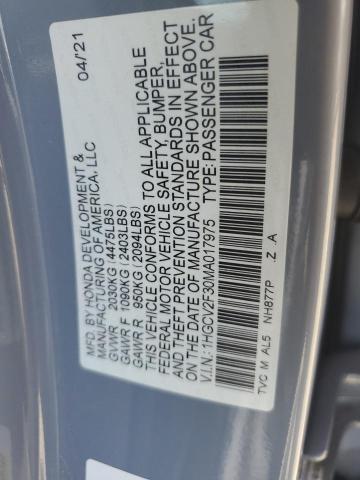 MFD. BY HONDA DEVELOPMENT & 04/21
MANUFACTURING OF AMERICA, LLC
GVWR 2030KG (4475LBS)
GAWR F 1090KG (2403LBS)
GAWR R 950KG (2094LBS)
THIS VEHICLE CONFORMS TO ALL APPLICABLE
FEDERAL MOTOR VEHICLE SAFETY, BUMPER,
AND THEFT PREVENTION STANDARDS IN EFFECT
ON THE DATE OF MANUFACTURE SHOWN ABOVE.
V.I.N.: 1HGCV2F30MA017975 TYPE: PASSENGER CAR
TVC M AL5 NH877P Z .A